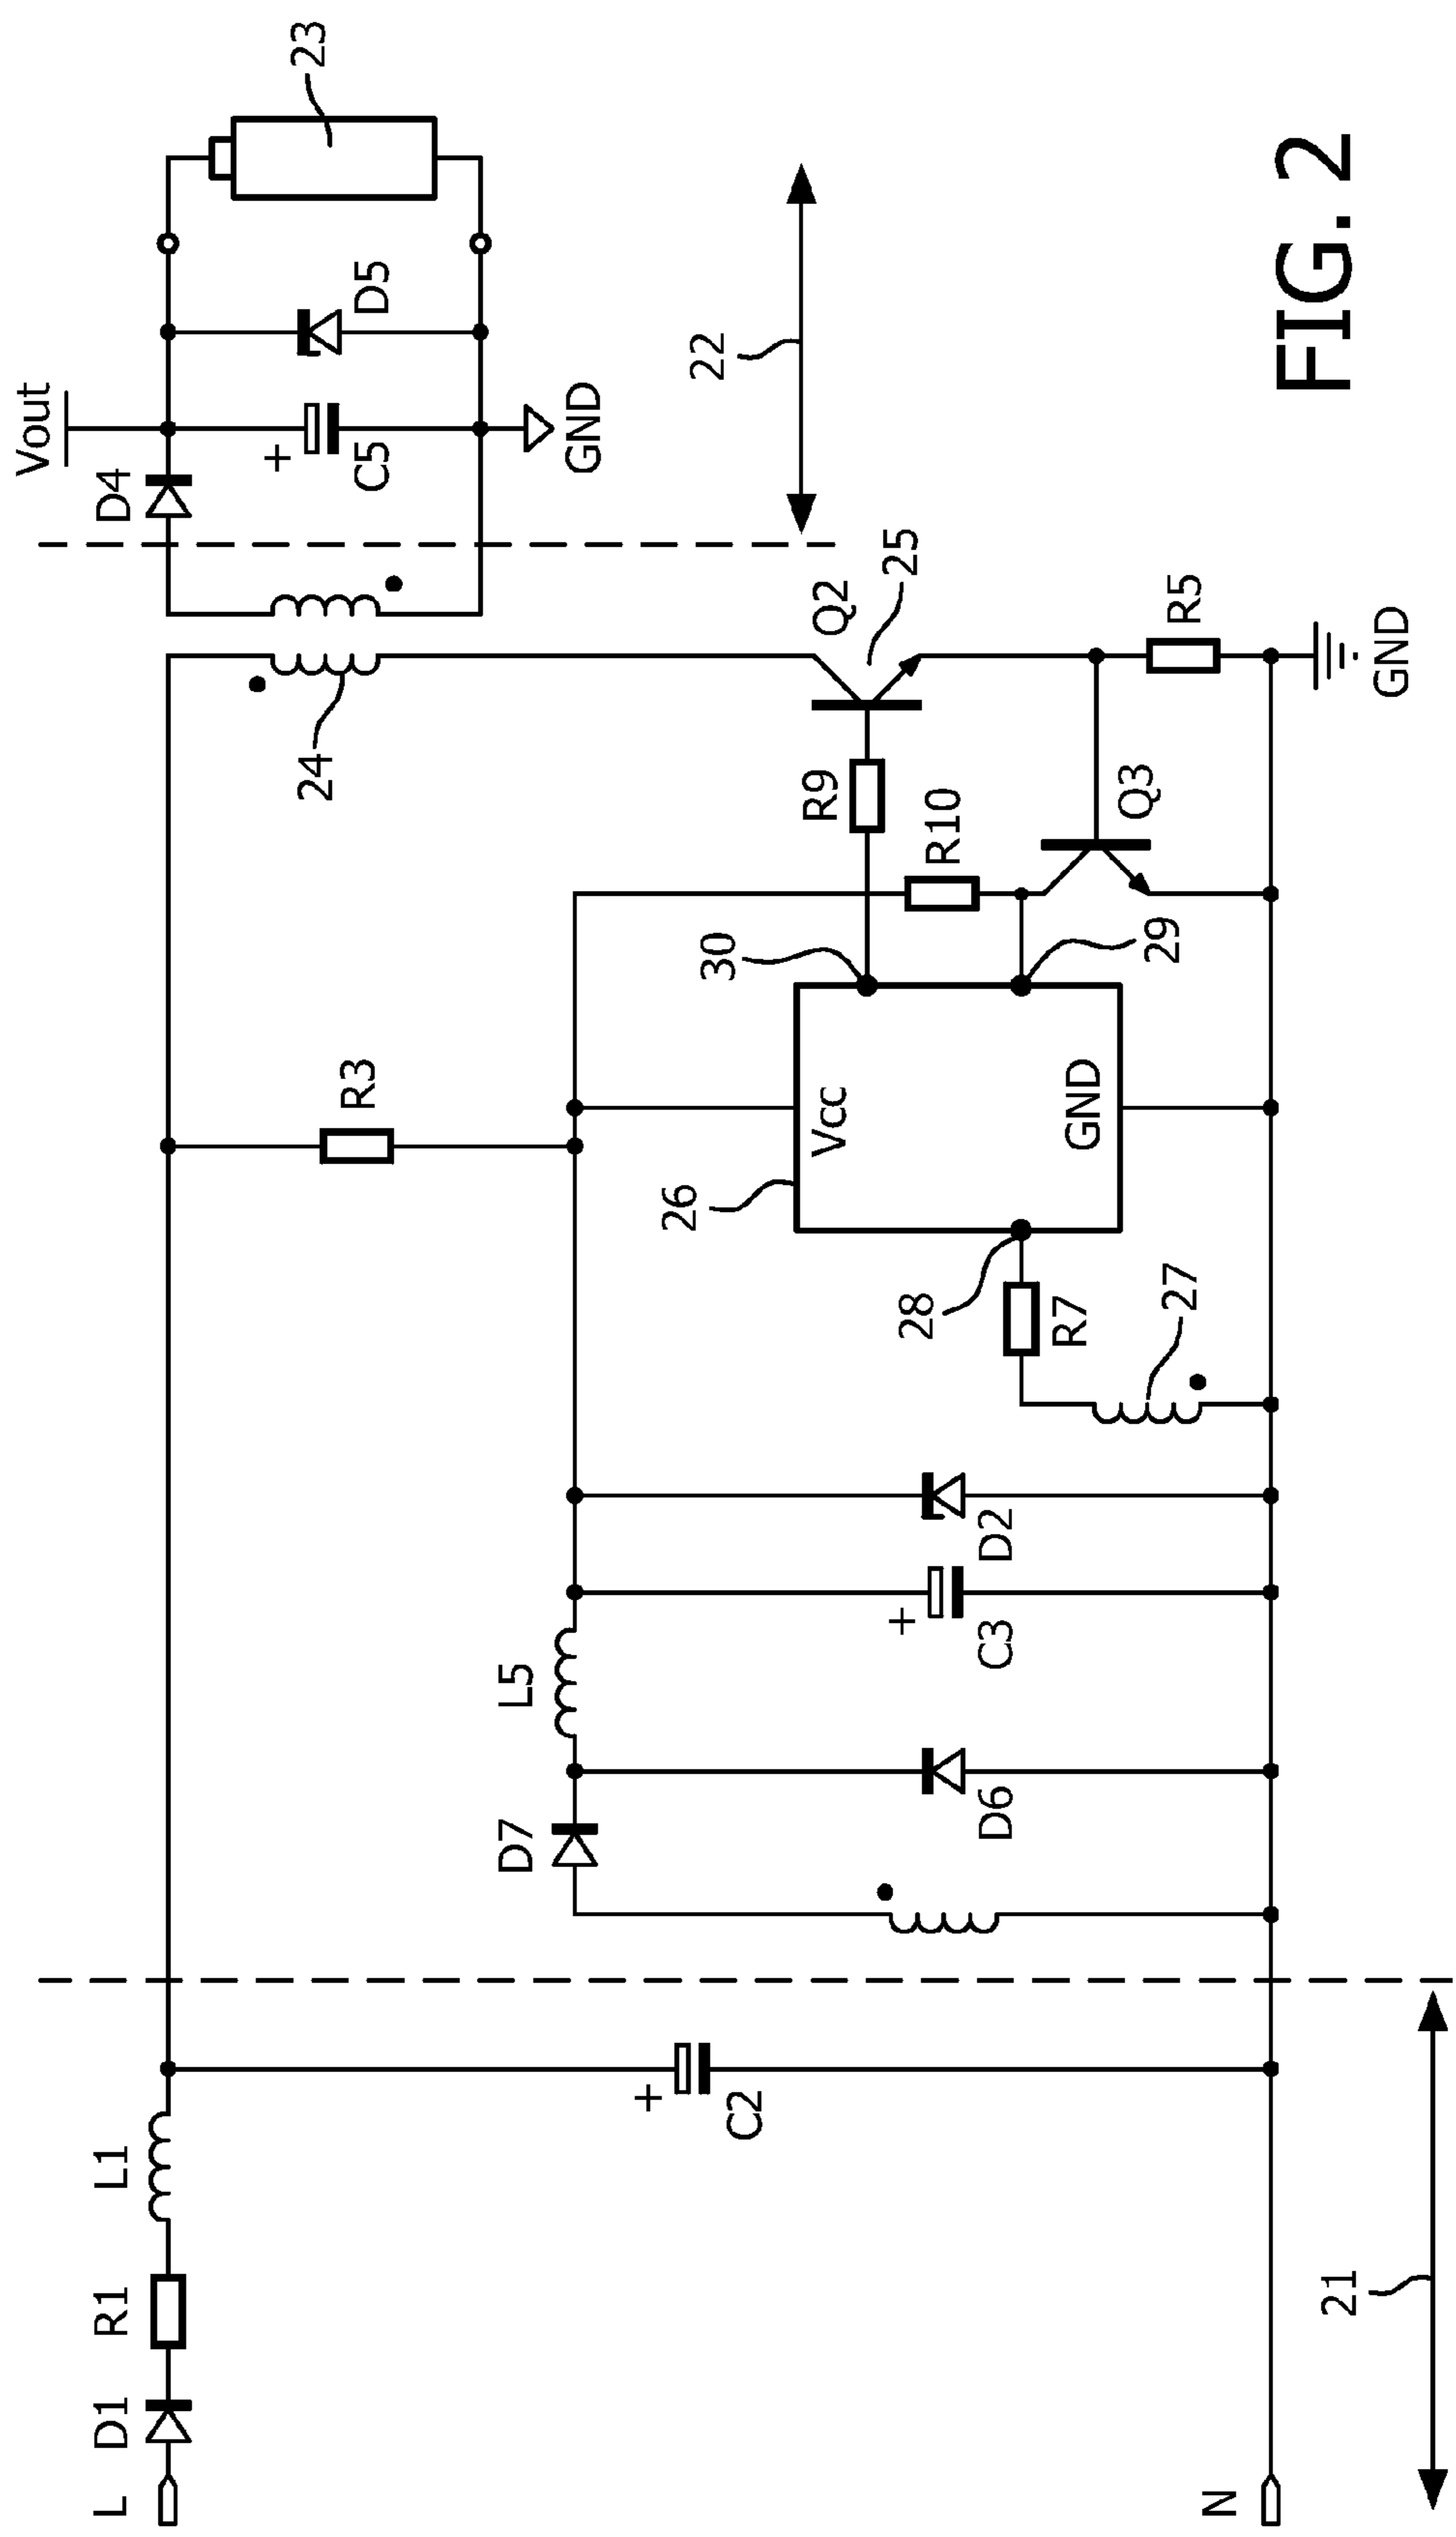 Vout
D4
+
C5
D5
23
GND
22
L
D1
R1
L1
+
C2
D7
L5
R3
24
D6
+
C3
D2
26
Vcc
GND
28
R7
27
30
R9
R10
Q2
25
29
Q3
R5
GND
N
21
FIG. 2